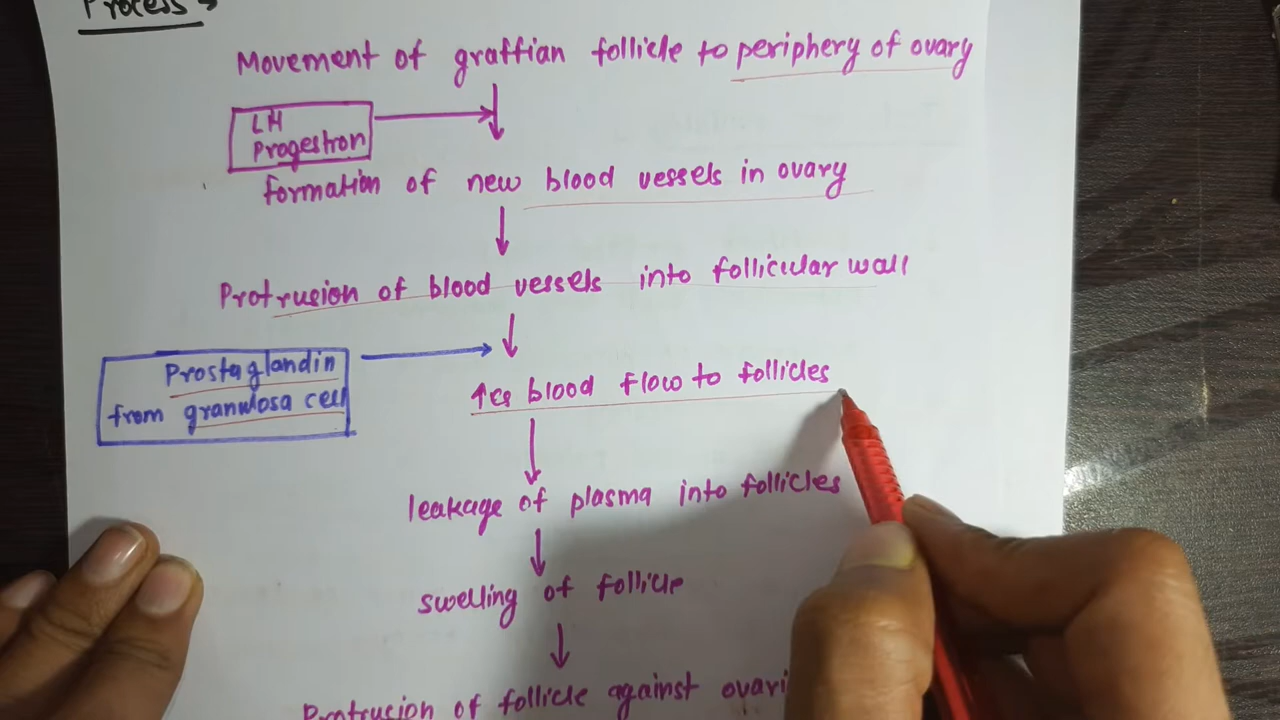 Process →
Movement of graffian follicle to periphery of ovary
LH
Progestron
formation of new blood vessels in ovary
Protrusion of blood vessels into follicular wall
Prostaglandin
from granulosa cell
↑es blood flow to follicles
leakage of plasma into follicles
swelling of follicle
Protrusion of follicle against